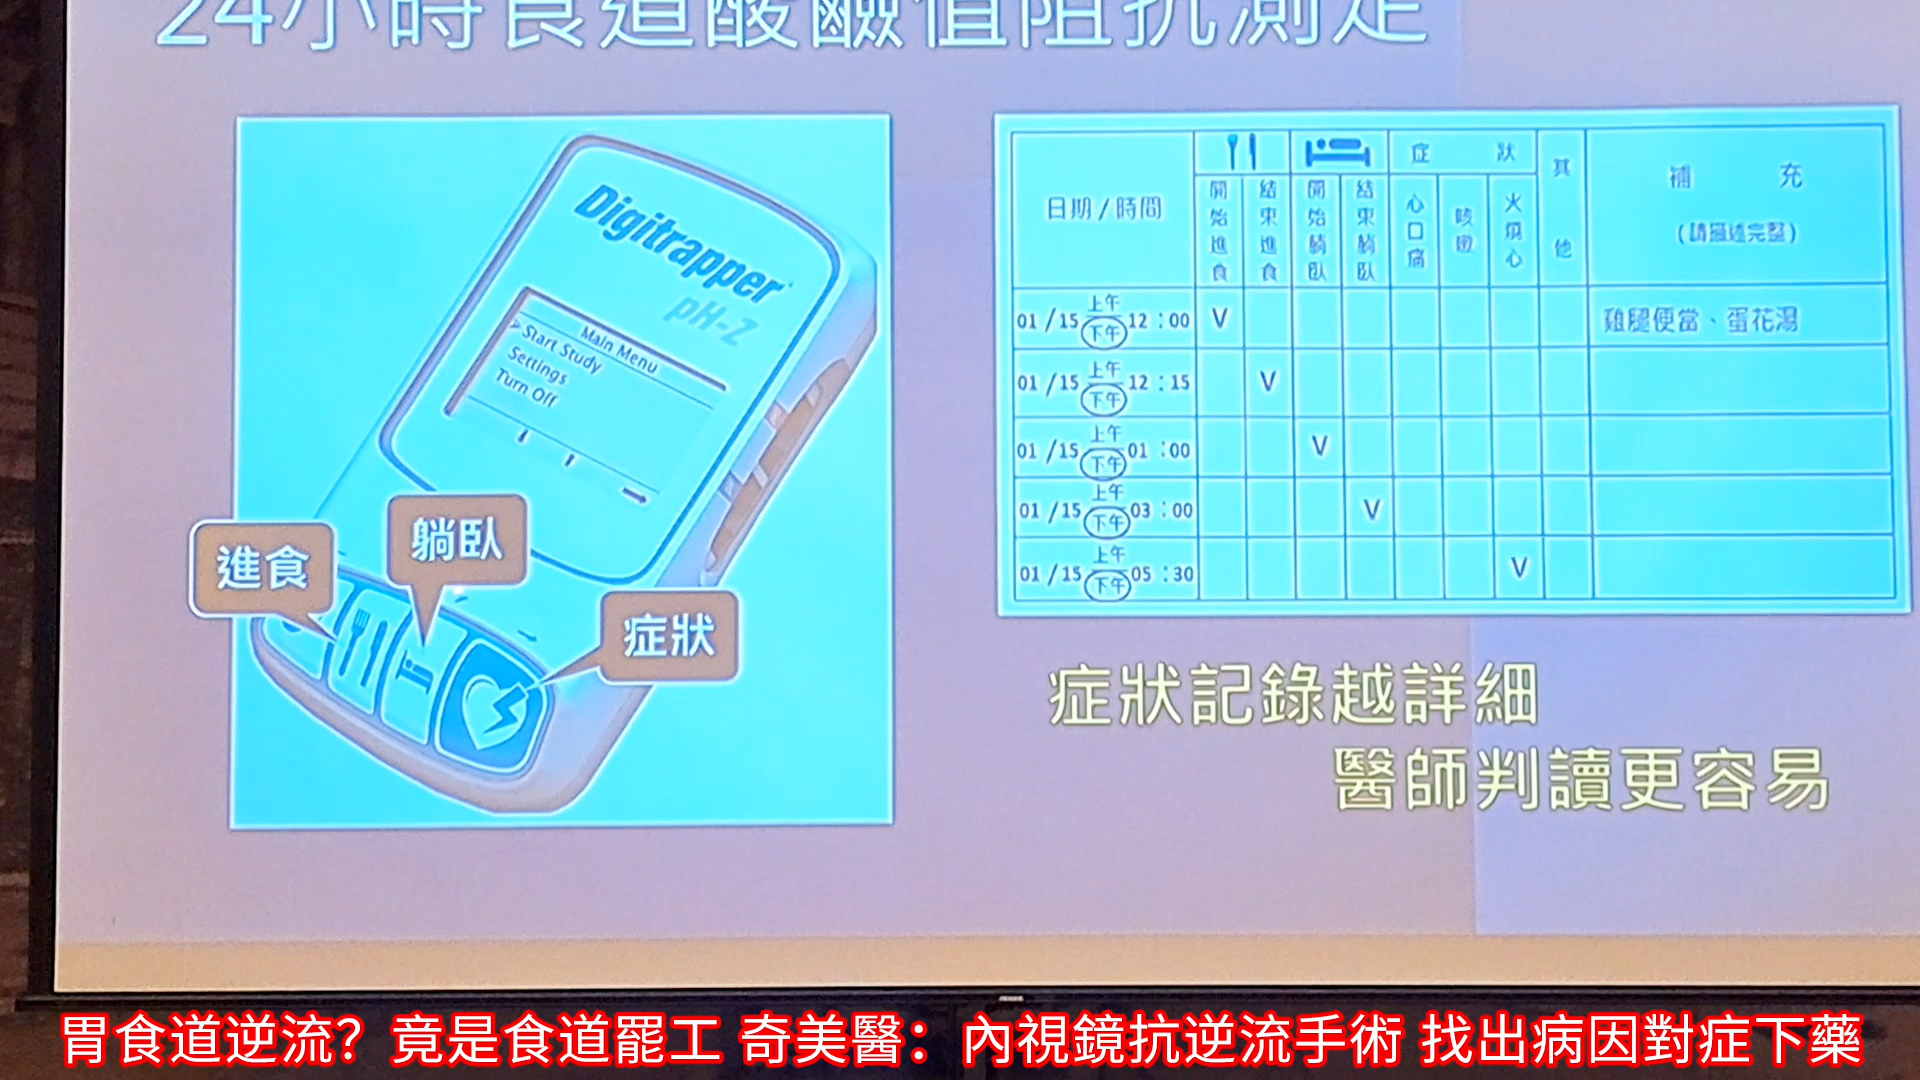 24小時食道酸鹼值阻抗測定
Digitrapper
pH-Z
Main Menu
> Start Study
Settings
Turn Off
進食
躺臥
症狀
日期/時間
開始進食
結束進食
開始躺臥
結束躺臥
症狀
心口痛
咳嗽
火燒心
其他
補充
(請描述完整)
01/15 上午 下午 12:00 V 雞腿便當、蛋花湯
01/15 上午 下午 12:15 V
01/15 上午 下午 01:00 V
01/15 上午 下午 03:00 V
01/15 上午 下午 05:30 V
症狀記錄越詳細
醫師判讀更容易
胃食道逆流？竟是食道罷工 奇美醫：內視鏡抗逆流手術 找出病因對症下藥